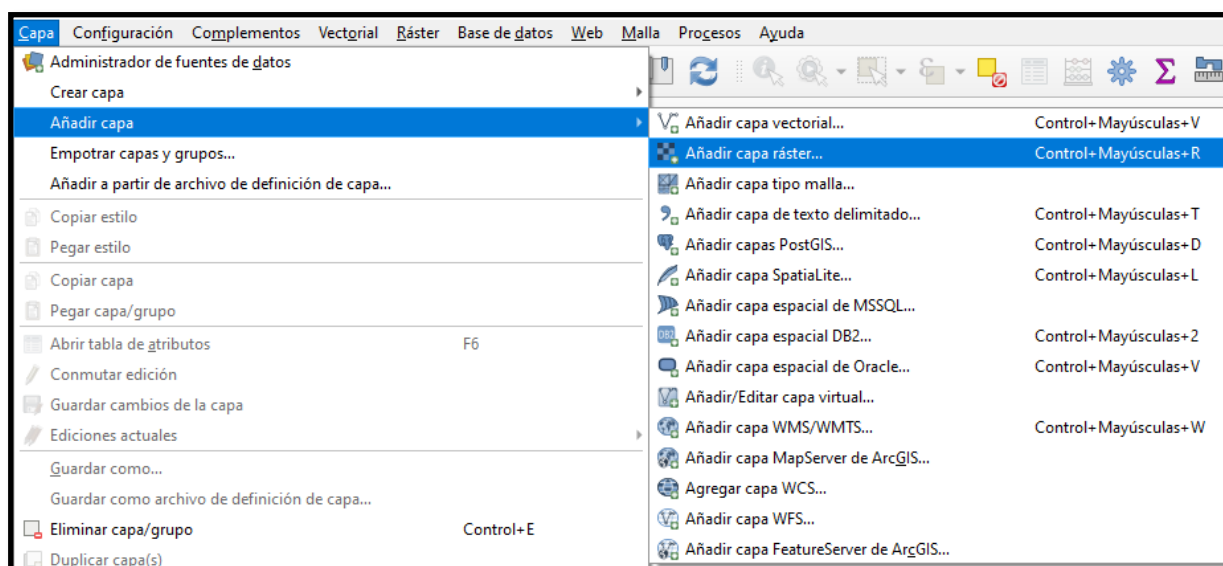 Capa Configuración Complementos Vectorial Ráster Base de datos Web Malla Procesos Ayuda
Administrador de fuentes de datos
Crear capa
Añadir capa
Empotrar capas y grupos...
Añadir a partir de archivo de definición de capa...
Copiar estilo
Pegar estilo
Copiar capa
Pegar capa/grupo
Abrir tabla de atributos F6
Conmutar edición
Guardar cambios de la capa
Ediciones actuales
Guardar como...
Guardar como archivo de definición de capa...
Eliminar capa/grupo Control+E
Duplicar capa(s)
Añadir capa vectorial... Control+Mayúsculas+V
Añadir capa ráster... Control+Mayúsculas+R
Añadir capa tipo malla...
Añadir capa de texto delimitado... Control+Mayúsculas+T
Añadir capas PostGIS... Control+Mayúsculas+D
Añadir capa SpatiaLite... Control+Mayúsculas+L
Añadir capa espacial de MSSQL...
DB2 Añadir capa espacial DB2... Control+Mayúsculas+2
Añadir capa espacial de Oracle... Control+Mayúsculas+V
Añadir/Editar capa virtual...
Añadir capa WMS/WMTS... Control+Mayúsculas+W
Añadir capa MapServer de ArcGIS...
Agregar capa WCS...
Añadir capa WFS...
Añadir capa FeatureServer de ArcGIS...